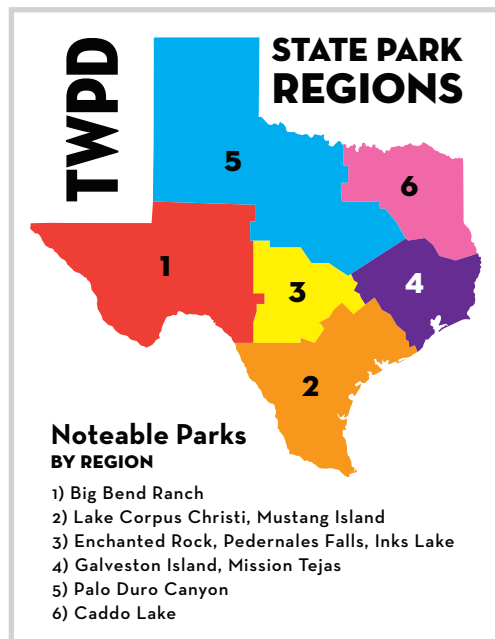 TWPD
STATE PARK
REGIONS
5
6
1
4
3
2
Noteable Parks
BY REGION
1) Big Bend Ranch
2) Lake Corpus Christi, Mustang Island
3) Enchanted Rock, Pedernales Falls, Inks Lake
4) Galveston Island, Mission Tejas
5) Palo Duro Canyon
6) Caddo Lake